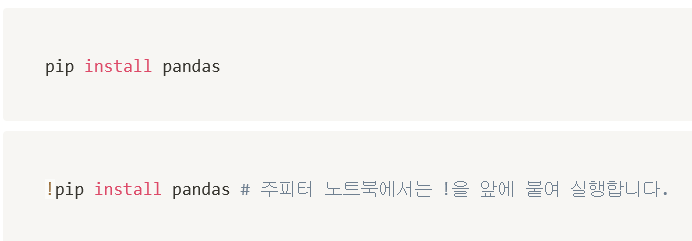 pip install pandas
!pip install pandas # 주피터 노트북에서는 !을 앞에 붙여 실행합니다.